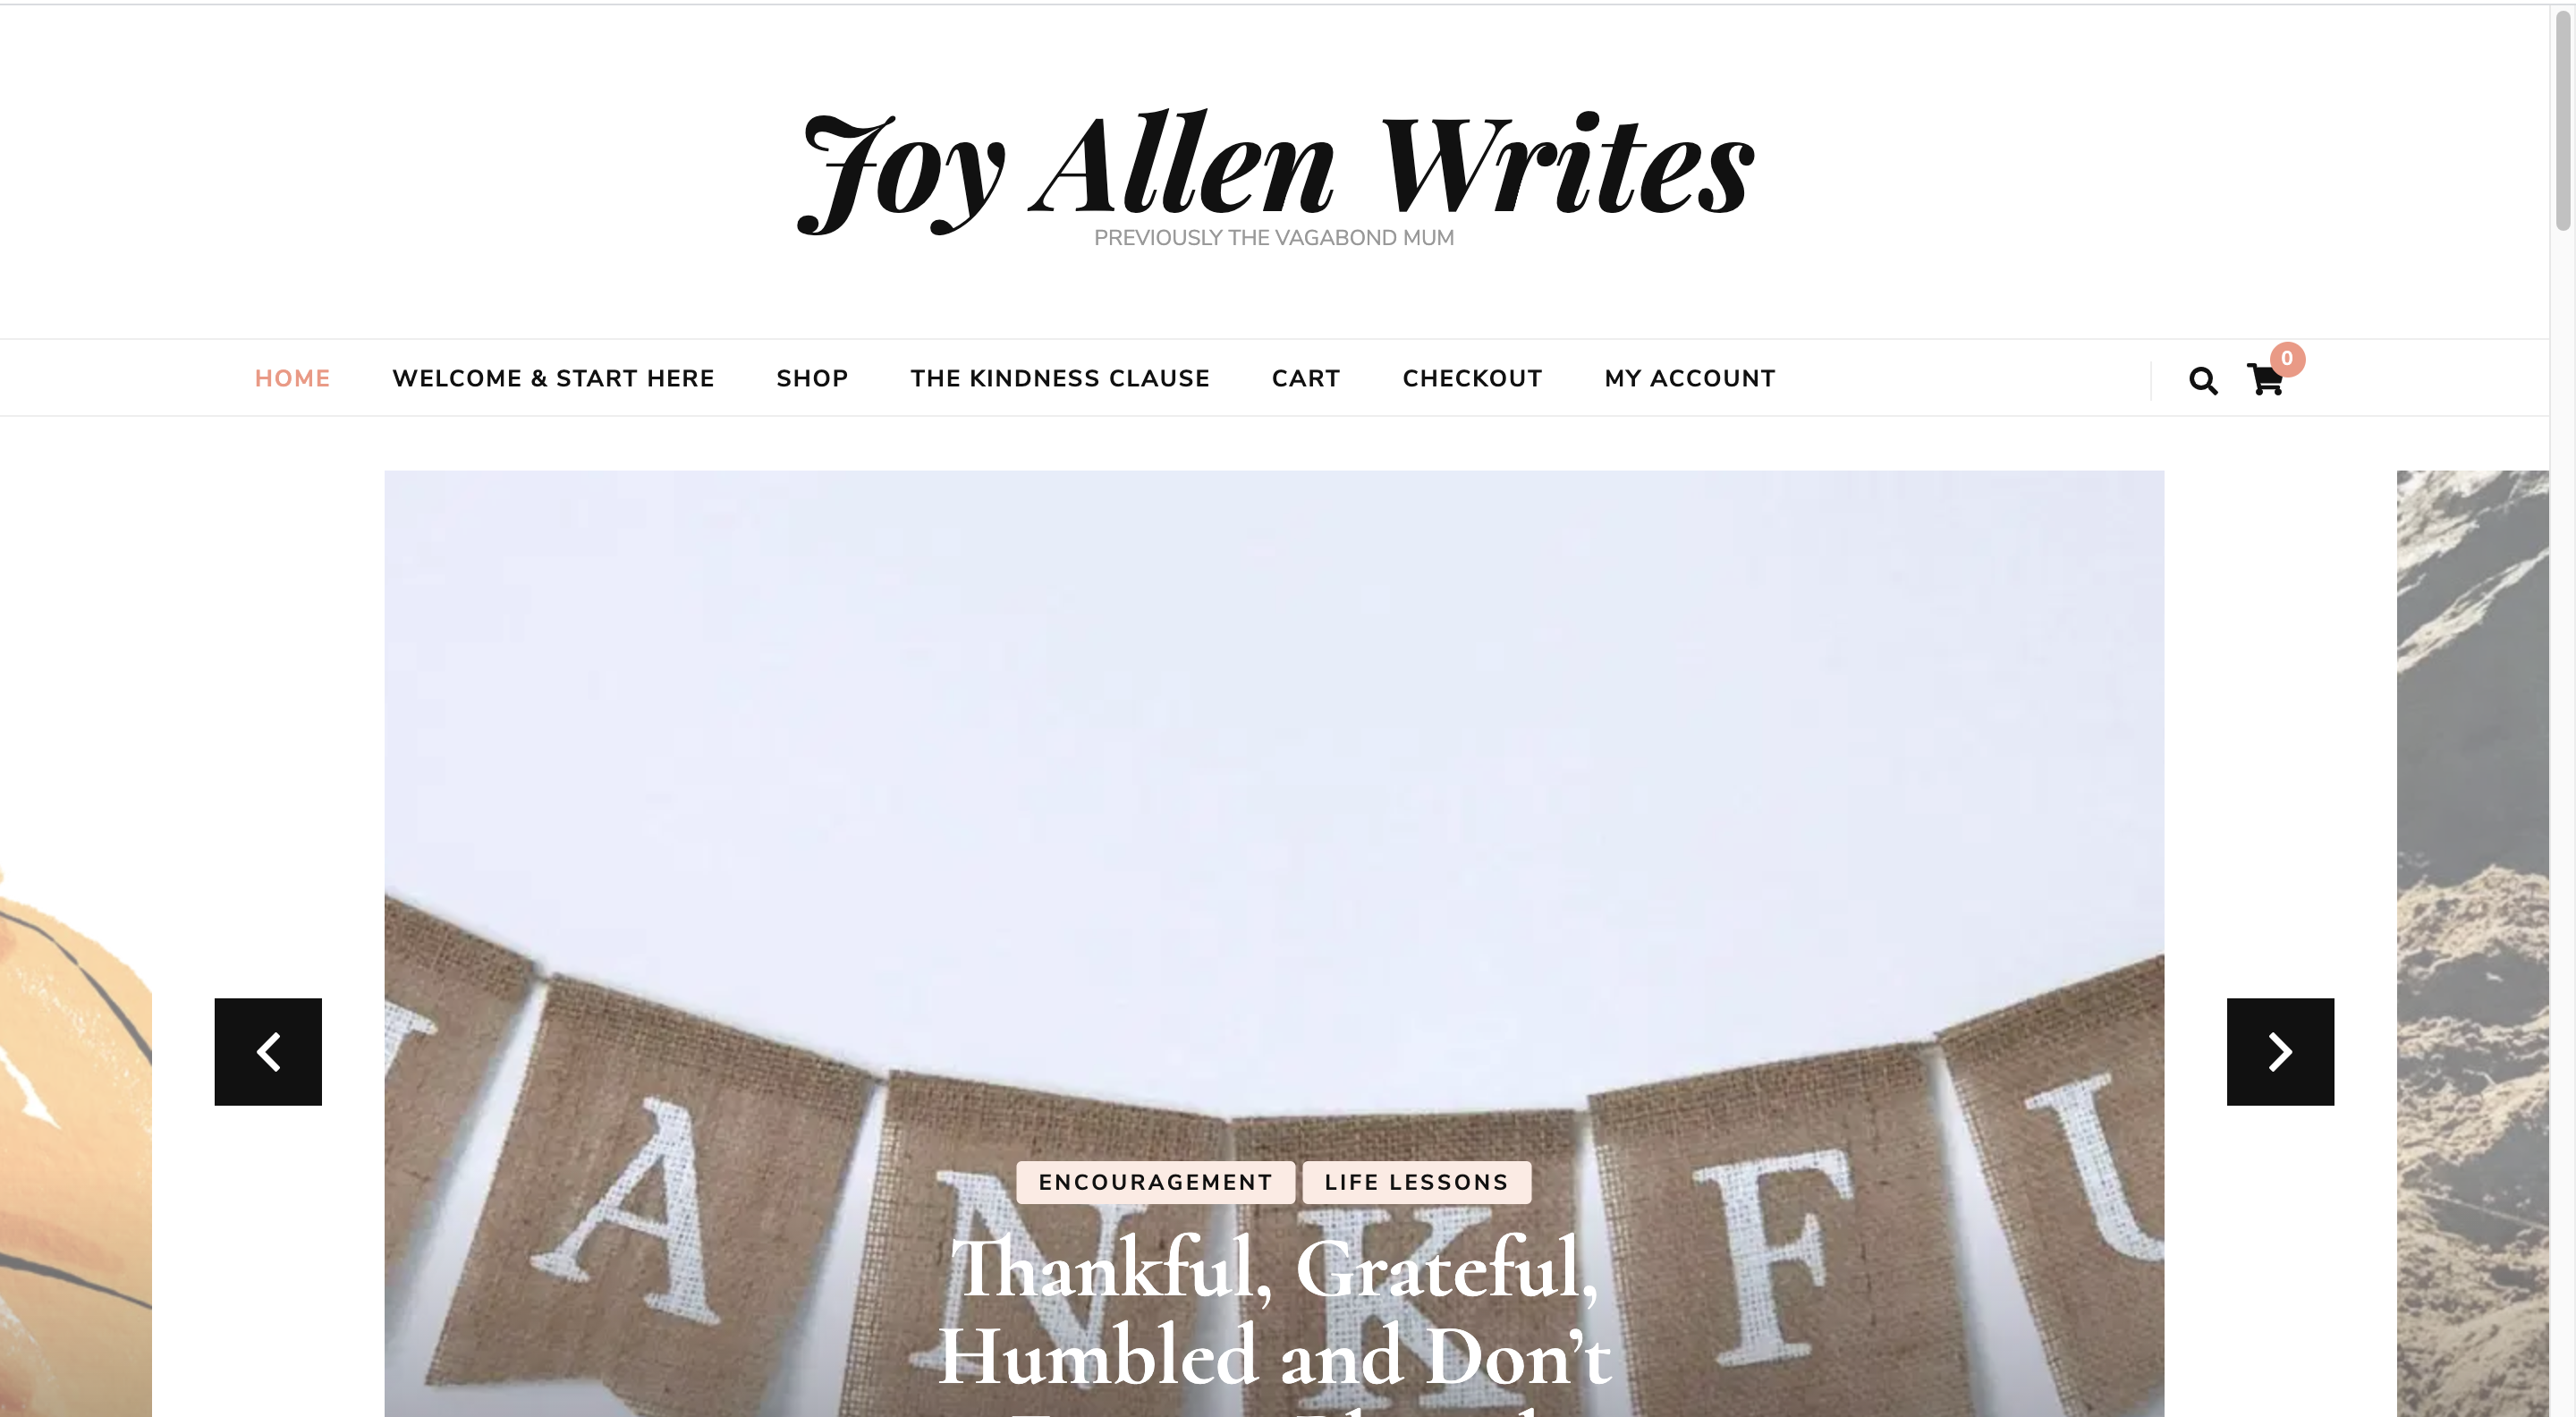 Joy Allen Writes
PREVIOUSLY THE VAGABOND MUM
HOME WELCOME & START HERE SHOP THE KINDNESS CLAUSE CART CHECKOUT MY ACCOUNT 0
A N K F U
ENCOURAGEMENT LIFE LESSONS
Thankful, Grateful,
Humbled and Don’t